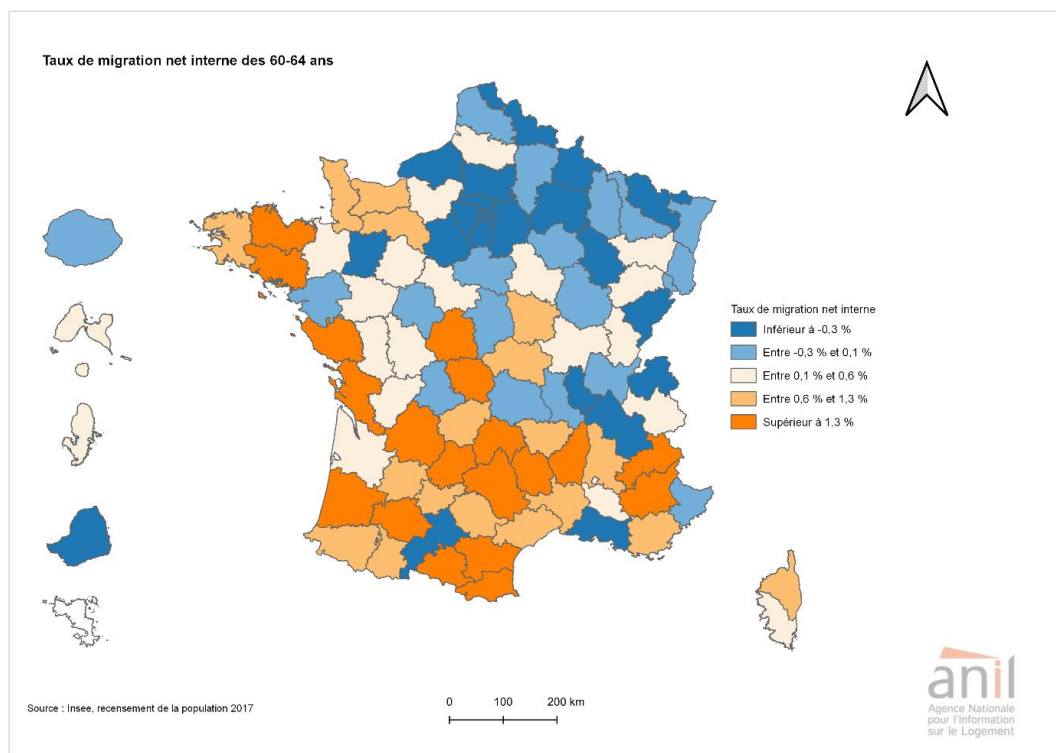 Taux de migration net interne des 60-64 ans
Taux de migration net interne
Inférieur à -0,3 %
Entre -0,3 % et 0,1 %
Entre 0,1 % et 0,6 %
Entre 0,6 % et 1,3 %
Supérieur à 1,3 %
Source : Insee, recensement de la population 2017
0 100 200 km
anil
Agence Nationale
pour l'Information
sur le Logement